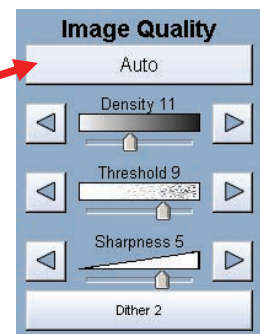 Image Quality
Auto
Density 11
Threshold 9
Sharpness 5
Dither 2